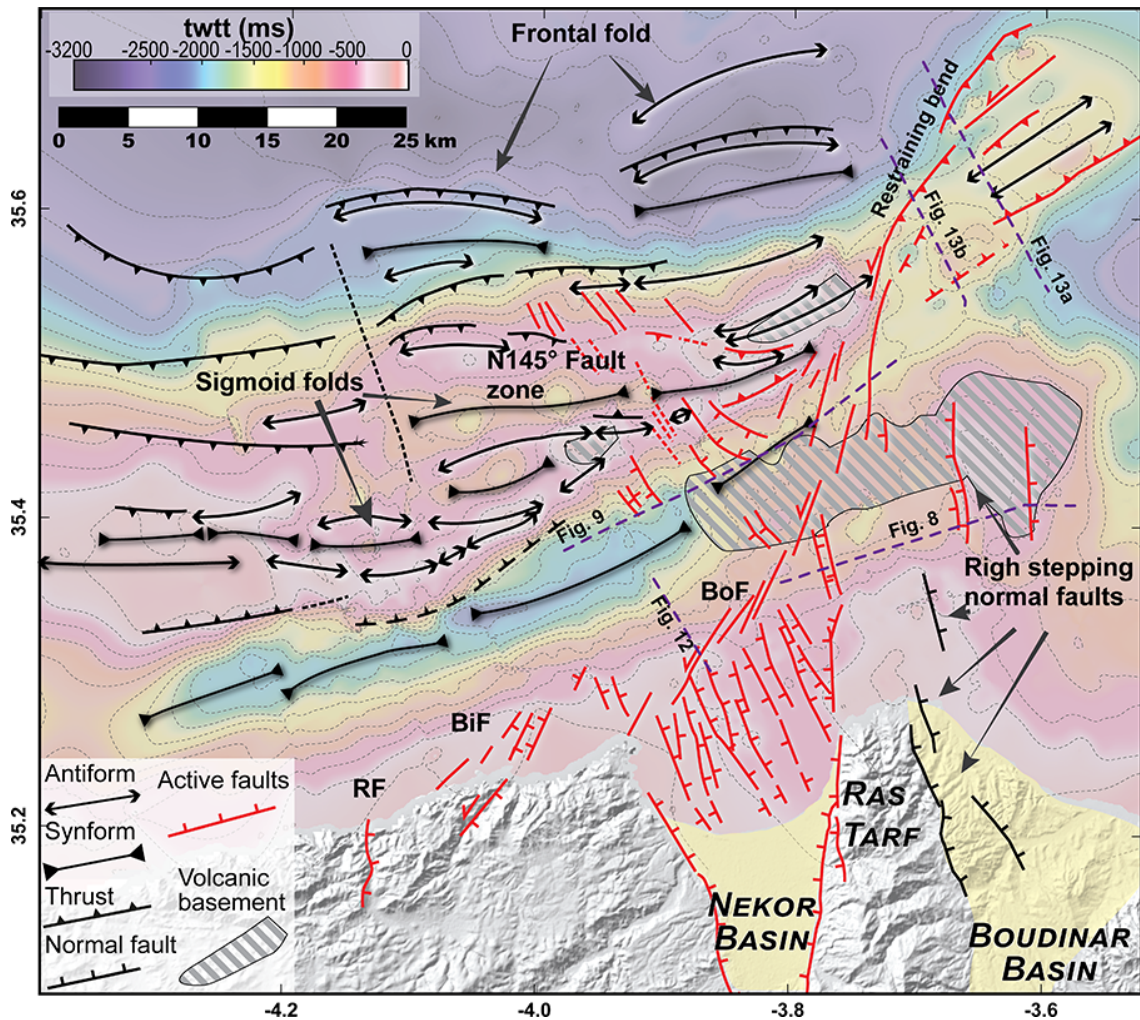 twtt (ms)
-3200 -2500 -2000 -1500 -1000 -500 0
0 5 10 15 20 25 km
Frontal fold
Restraining bend
Fig. 13b
Fig. 13a
35.6
N145° Fault
zone
Sigmoid folds
35.4
Fig. 9
Fig. 8
Righ stepping
normal faults
BoF
Fig. 12
BiF
RF
35.2
Antiform
Active faults
Synform
Thrust
Volcanic
basement
Normal fault
RAS
TARF
NEKOR
BASIN
BOUDINAR
BASIN
-4.2 -4.0 -3.8 -3.6